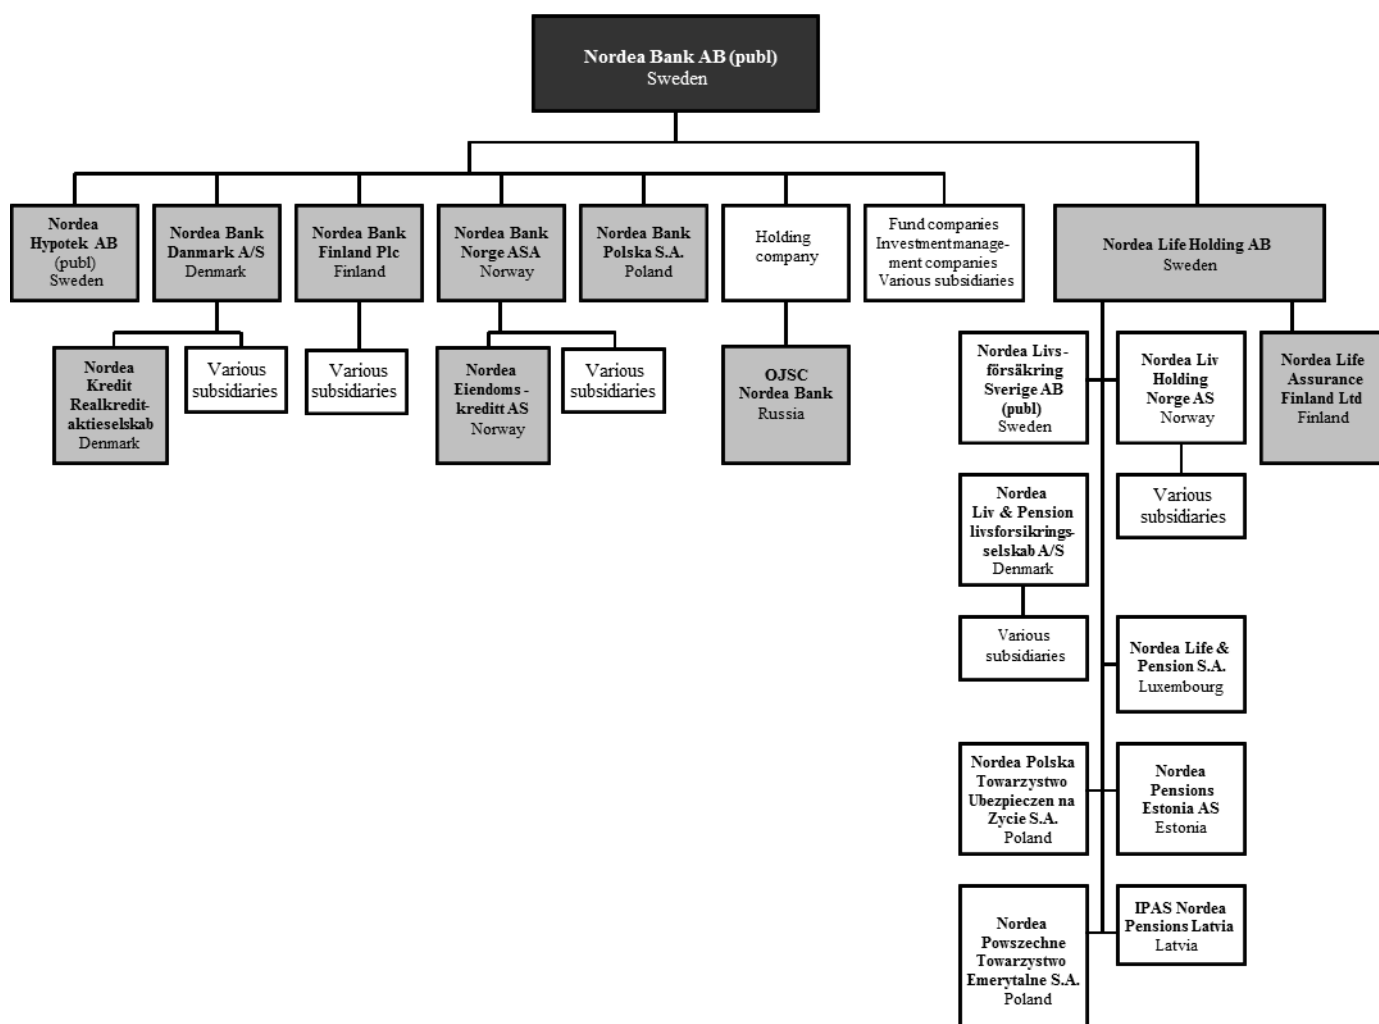 Nordea Bank AB (publ)
Sweden
Nordea
Hypotek AB
(publ)
Sweden
Nordea Bank
Danmark A/S
Denmark
Nordea Bank
Finland Plc
Finland
Nordea Bank
Norge ASA
Norway
Nordea Bank
Polska S.A.
Poland
Holding
company
Fund companies
Investment manage-
ment companies
Various subsidiaries
Nordea Life Holding AB
Sweden
Nordea
Kredit
Realkredit-
aktieselskab
Denmark
Various
subsidiaries
Various
subsidiaries
Nordea
Eiendoms -
kreditt AS
Norway
Various
subsidiaries
OJSC
Nordea Bank
Russia
Nordea Livs-
försäkring
Sverige AB
(publ)
Sweden
Nordea Liv
Holding
Norge AS
Norway
Nordea Life
Assurance
Finland Ltd
Finland
Nordea
Liv & Pension
livsforsikrings-
selskab A/S
Denmark
Various
subsidiaries
Various
subsidiaries
Nordea Life &
Pension S.A.
Luxembourg
Nordea Polska
Towarzystwo
Ubezpieczen na
Zycie S.A.
Poland
Nordea
Pensions
Estonia AS
Estonia
Nordea
Powszechne
Towarzystwo
Emerytalne S.A.
Poland
IPAS Nordea
Pensions Latvia
Latvia